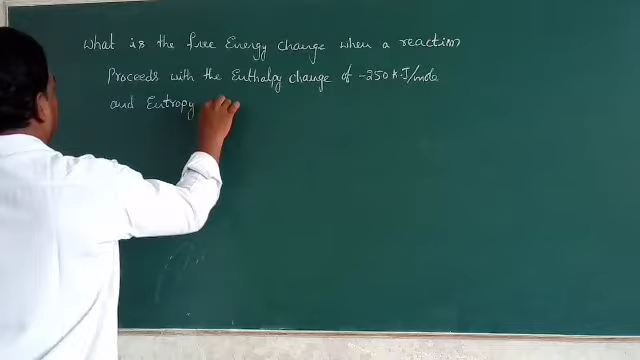 What is the free Energy change when a reaction
Proceeds with the Enthalpy change of -250 K.J/mole
and Entropy